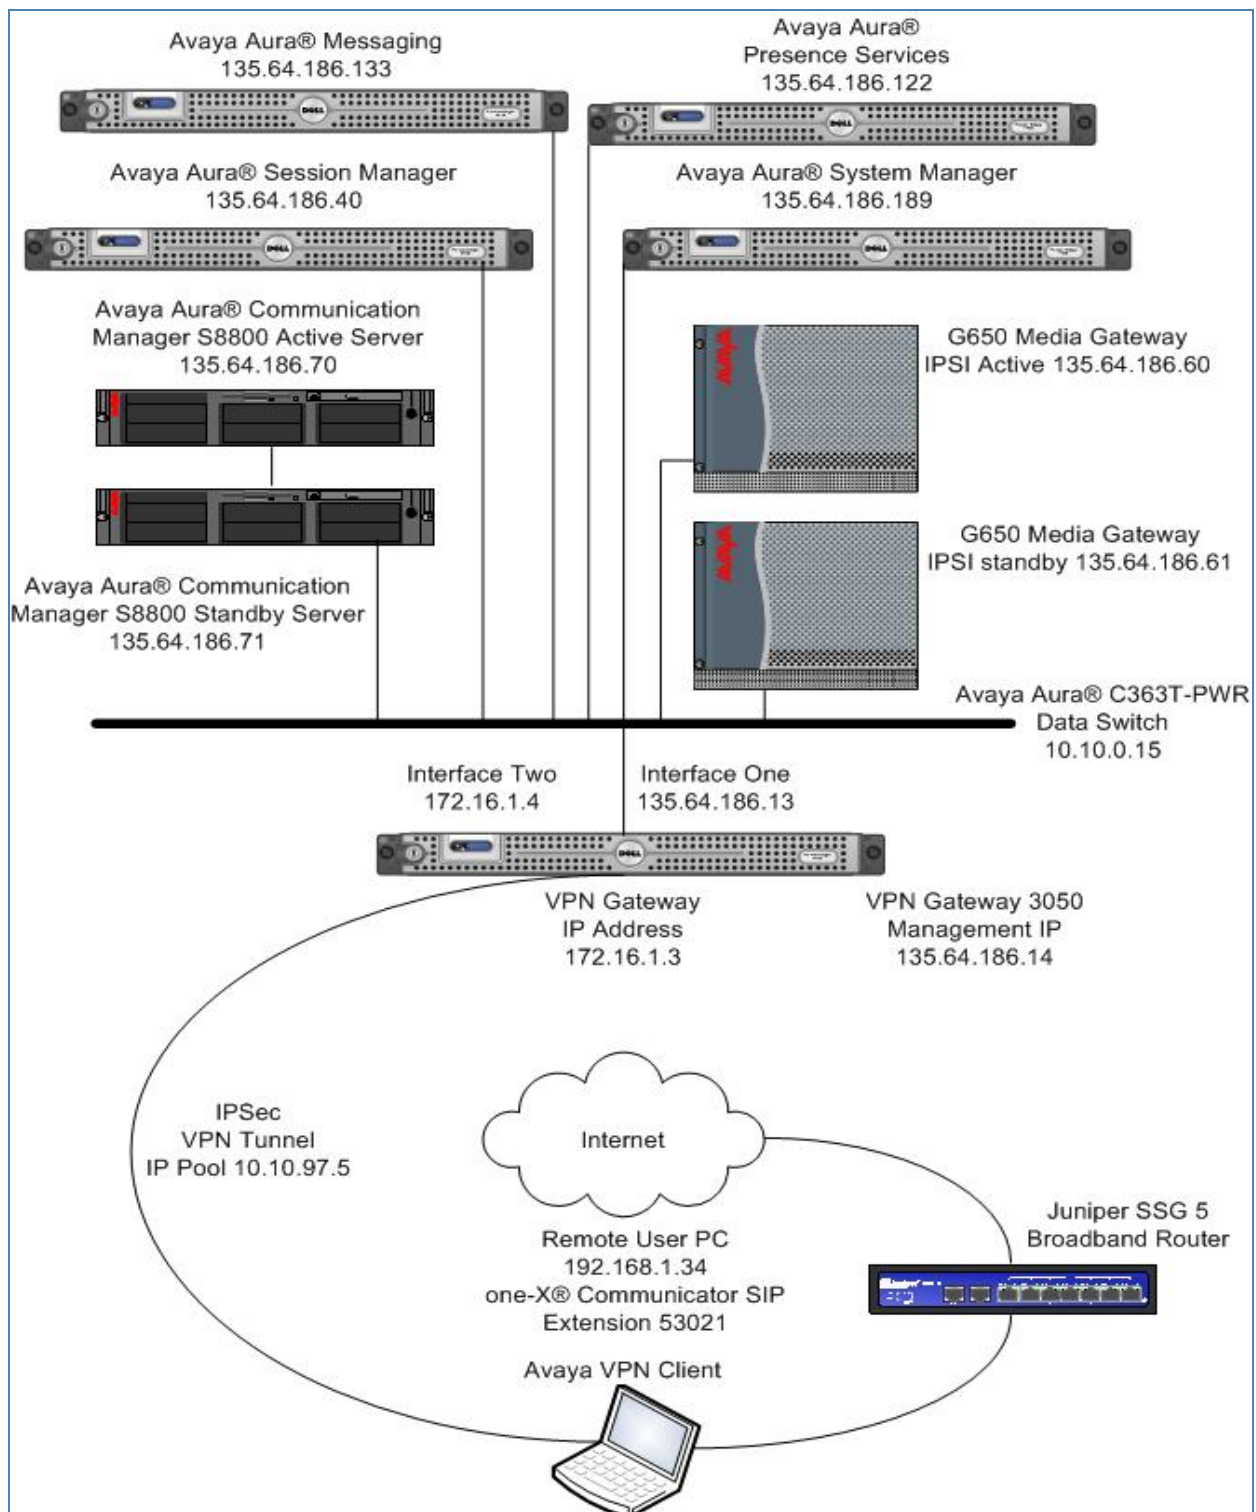 Avaya Aura® Messaging
135.64.186.133
Avaya Aura®
Presence Services
135.64.186.122
DELL
DELL
Avaya Aura® Session Manager
135.64.186.40
Avaya Aura® System Manager
135.64.186.189
DELL
DELL
Avaya Aura® Communication
Manager S8800 Active Server
135.64.186.70
AVAYA
G650 Media Gateway
IPSI Active 135.64.186.60
AVAYA
G650 Media Gateway
IPSI standby 135.64.186.61
Avaya Aura® Communication
Manager S8800 Standby Server
135.64.186.71
Avaya Aura® C363T-PWR
Data Switch
10.10.0.15
Interface Two
172.16.1.4
Interface One
135.64.186.13
DELL
VPN Gateway
IP Address
172.16.1.3
VPN Gateway 3050
Management IP
135.64.186.14
IPSec
VPN Tunnel
IP Pool 10.10.97.5
Internet
Juniper SSG 5
Broadband Router
Remote User PC
192.168.1.34
one-X® Communicator SIP
Extension 53021
Avaya VPN Client